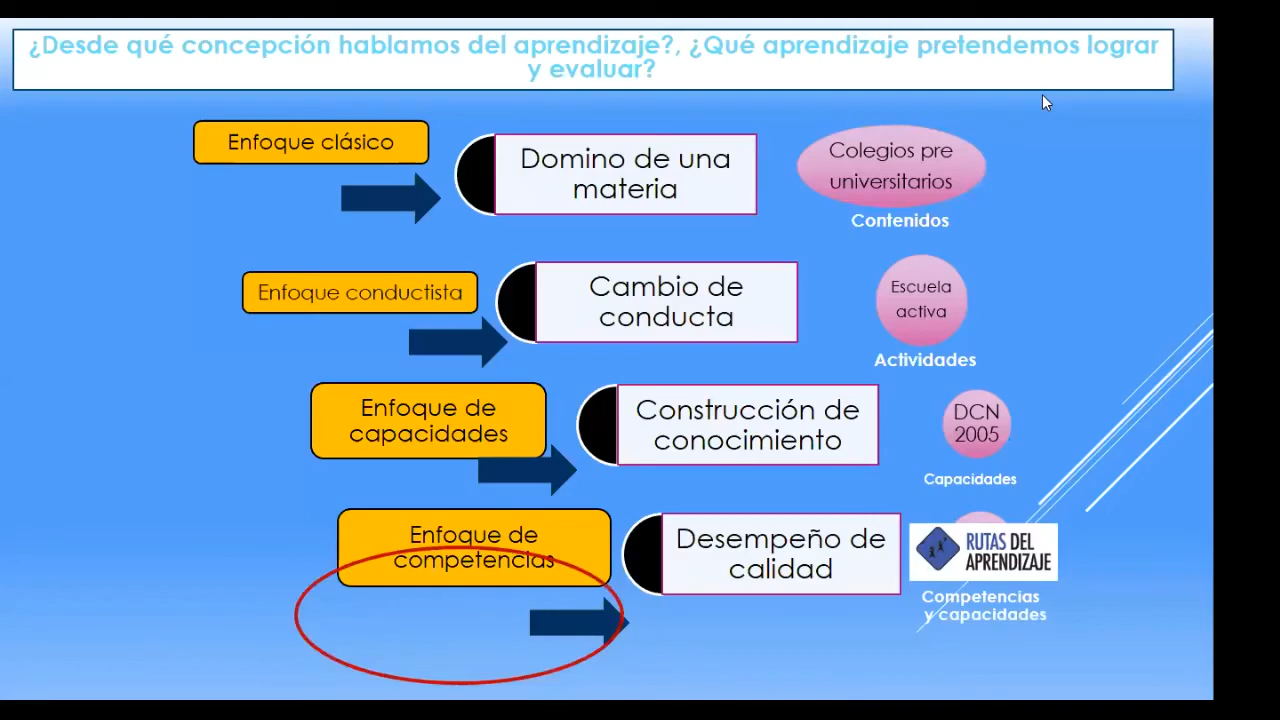 ¿Desde qué concepción hablamos del aprendizaje?, ¿Qué aprendizaje pretendemos lograr
y evaluar?
Enfoque clásico
Domino de una
materia
Colegios pre
universitarios
Contenidos
Enfoque conductista
Cambio de
conducta
Escuela
activa
Actividades
Enfoque de
capacidades
Construcción de
conocimiento
DCN
2005
Capacidades
Enfoque de
competencias
Desempeño de
calidad
RUTAS DEL
APRENDIZAJE
Competencias
y capacidades